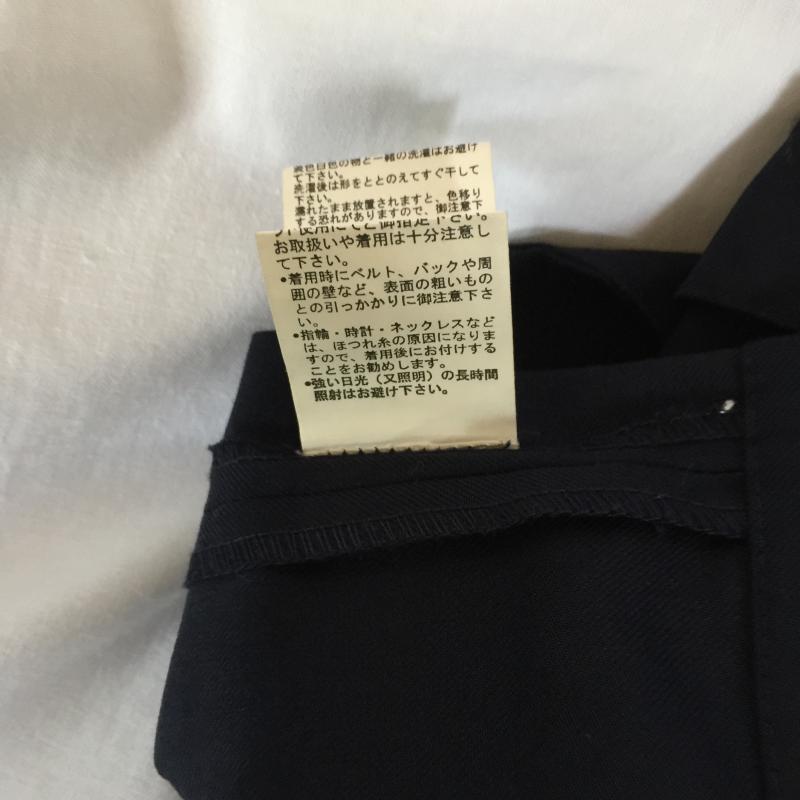 淡色白色の物と一緒の洗濯はお避け
て下さい。
洗濯後は形をととのえてすぐ干して
下さい。
濡れたまま放置されますと、色移り
する恐れがありますので、御注意下
お取扱いや着用は十分注意し
て下さい。
•着用時にベルト、バックや周
囲の壁など、表面の粗いもの
との引っかかりに御注意下さ
い。
•指輪・時計・ネックレスなど
は、ほつれ糸の原因になりま
すので、着用後にお付けする
ことをお勧めします。
•強い日光（又照明）の長時間
照射はお避け下さい。